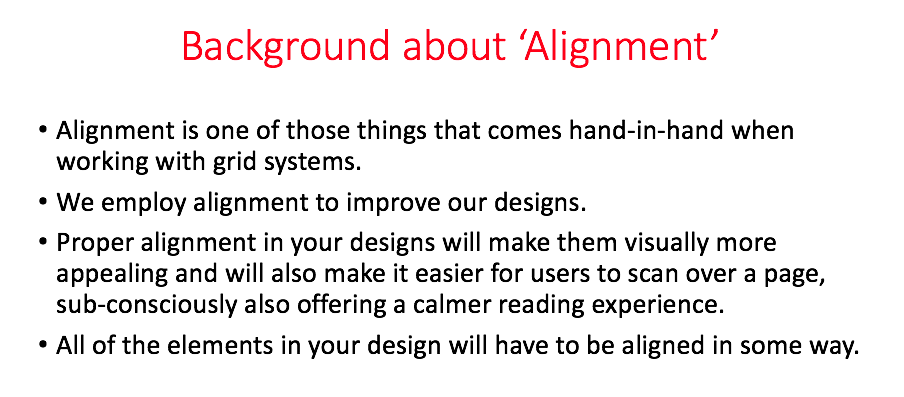 Background about ‘Alignment’
• Alignment is one of those things that comes hand-in-hand when
working with grid systems.
• We employ alignment to improve our designs.
• Proper alignment in your designs will make them visually more
appealing and will also make it easier for users to scan over a page,
sub-consciously also offering a calmer reading experience.
• All of the elements in your design will have to be aligned in some way.